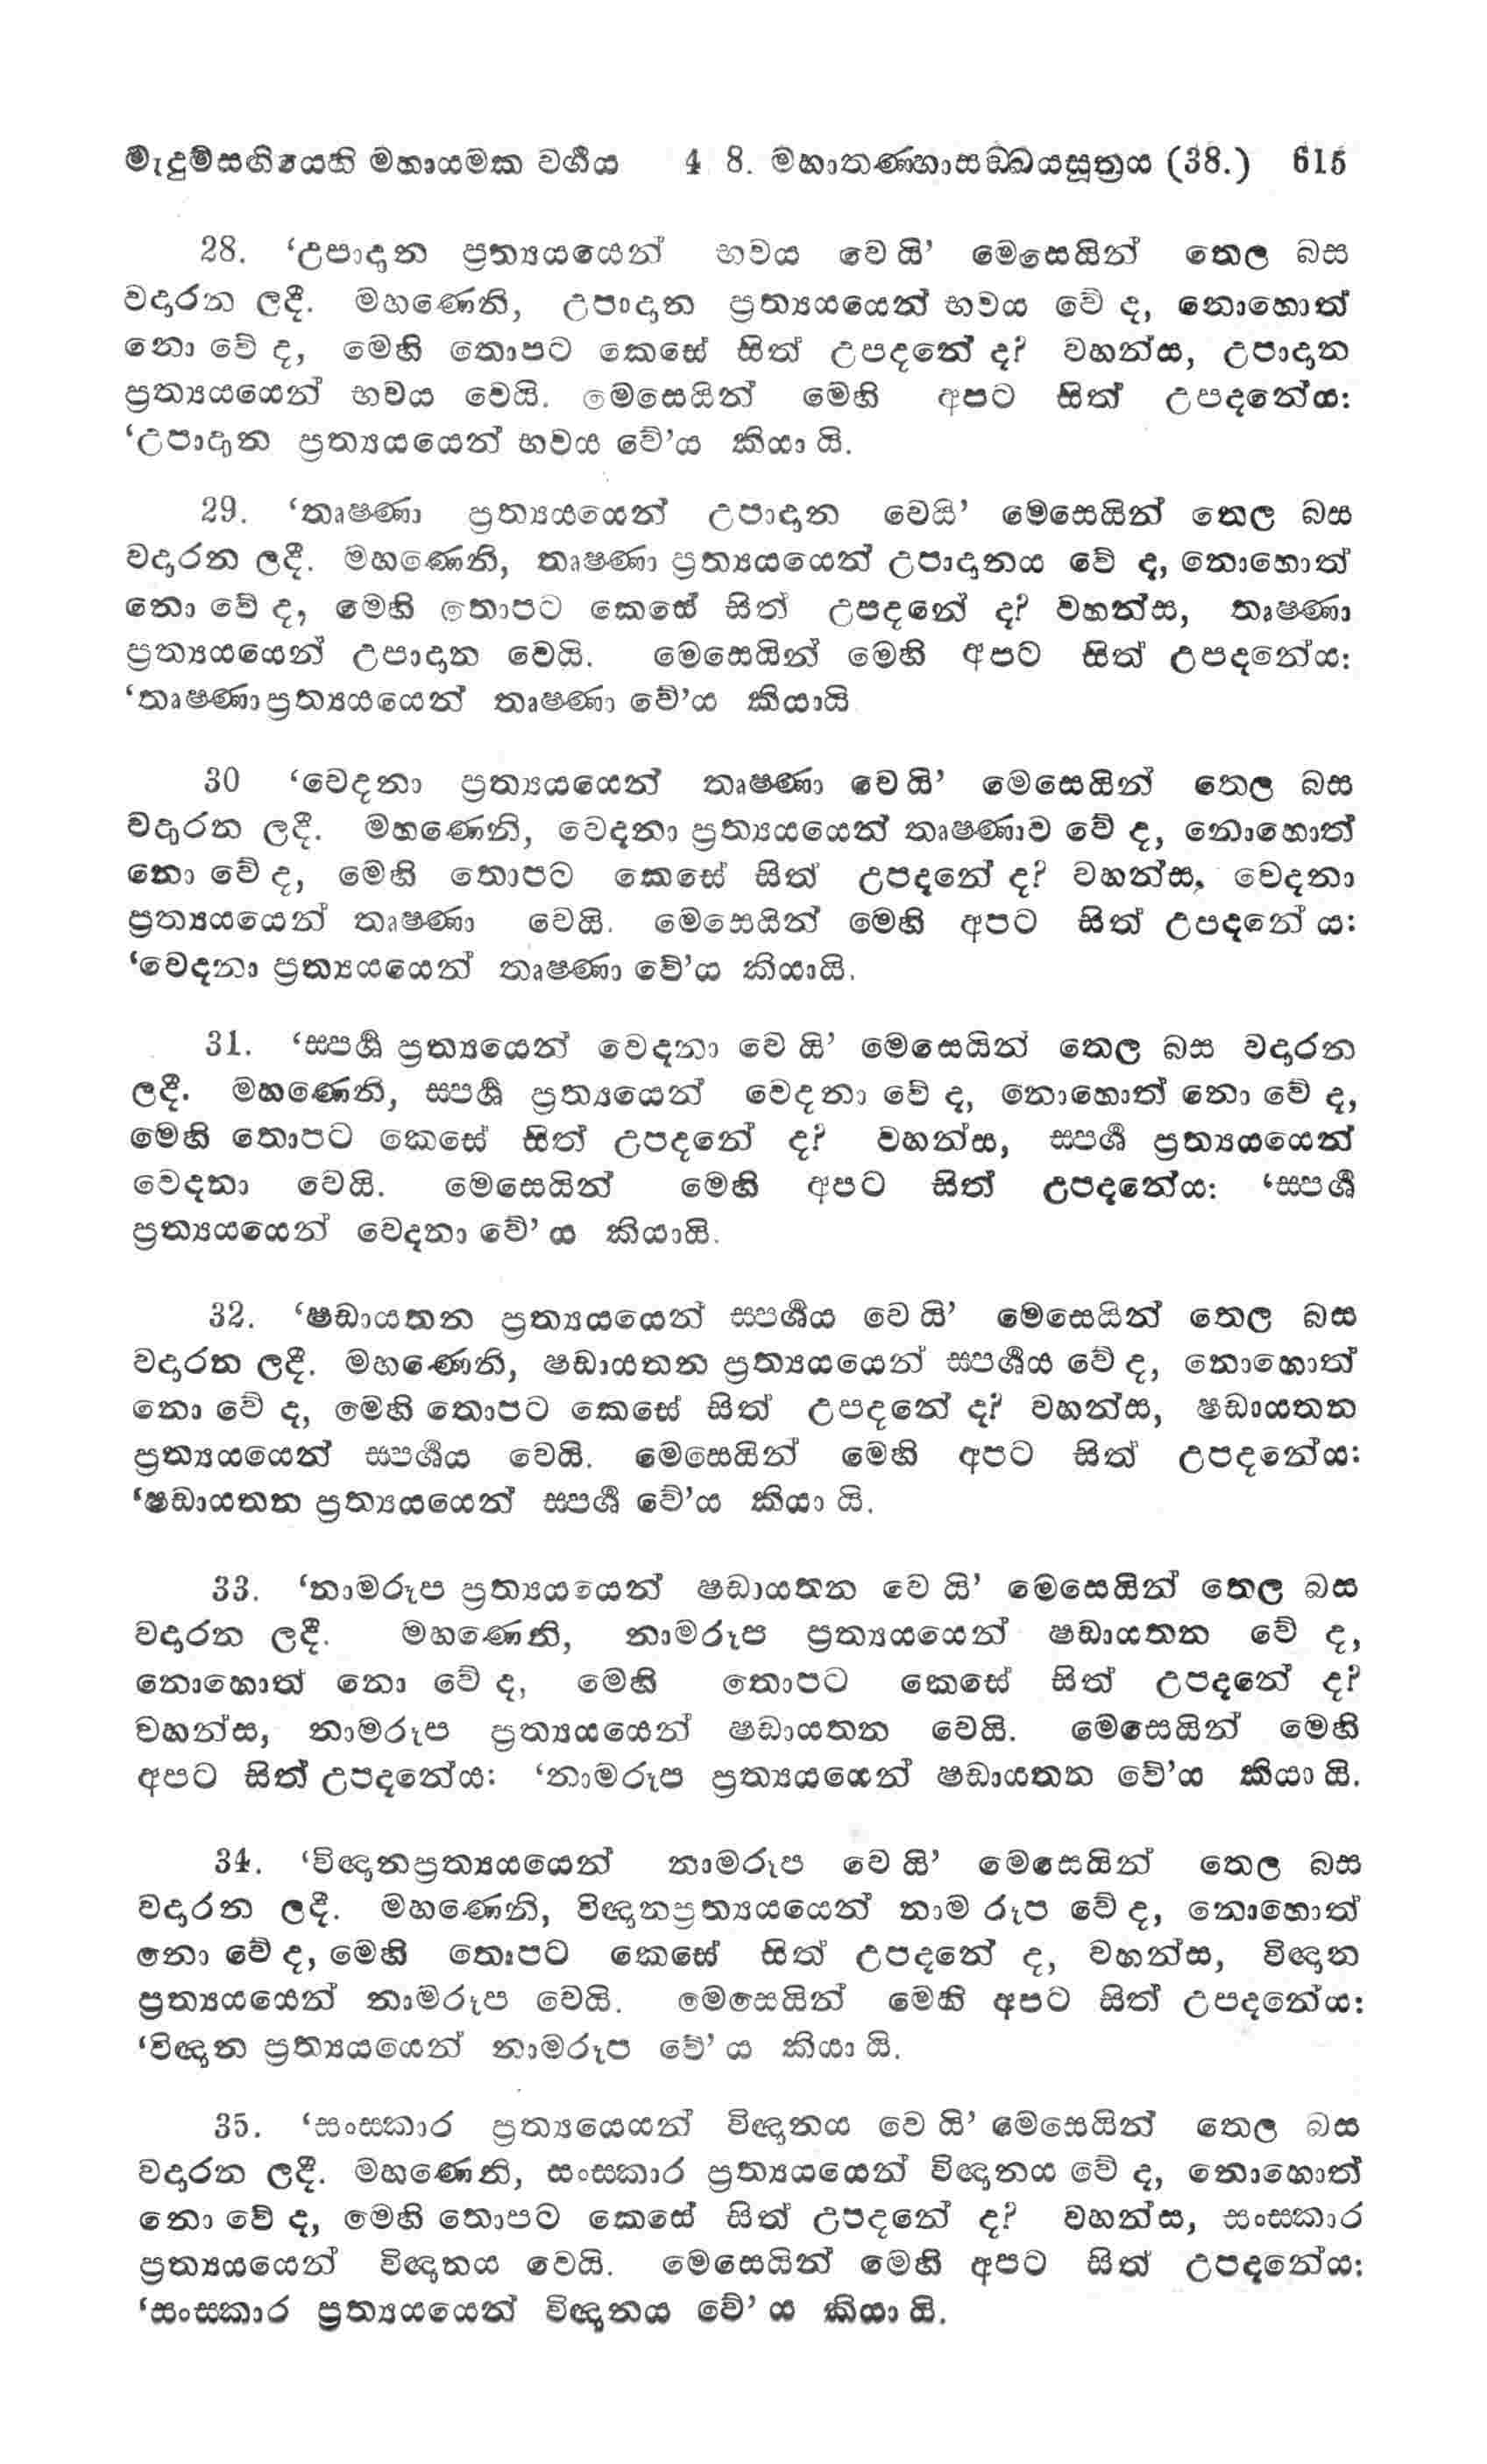 මැදුම්සඟියෙහි මහායමක වර්‍ගය 4 8. මහාතණ්හාසඞ්ඛයසූත්‍රය (38.) 615
28. ‘උපාදාන ප්‍රත්‍යයයෙන් භවය වෙ යි’ මෙසෙයින් තෙල බස
වදාරන ලදී. මහණෙනි, උපාදාන ප්‍රත්‍යයයෙන් භවය වේ ද, නොහොත්
නො වේ ද, මෙහි තොපට කෙසේ සිත් උපදනේ ද? වහන්ස, උපාදාන
ප්‍රත්‍යයයෙන් භවය වෙයි. මෙසෙයින් මෙහි අපට සිත් උපදනේය:
‘උපාදාන ප්‍රත්‍යයයෙන් භවය වේ’ය කියා යි.
29. ‘තෘෂ්ණා ප්‍රත්‍යයයෙන් උපාදාන වෙයි’ මෙසෙයින් තෙල බස
වදාරන ලදී. මහණෙනි, තෘෂ්ණා ප්‍රත්‍යයයෙන් උපාදානය වේ ද, නොහොත්
නො වේ ද, මෙහි තොපට කෙසේ සිත් උපදනේ ද? වහන්ස, තෘෂ්ණා
ප්‍රත්‍යයයෙන් උපාදාන වෙයි. මෙසෙයින් මෙහි අපට සිත් උපදනේය:
‘තෘෂ්ණාප්‍රත්‍යයයෙන් තෘෂ්ණා වේ’ය කියායි
30 ‘වෙදනා ප්‍රත්‍යයයෙන් තෘෂ්ණා වෙ යි’ මෙසෙයින් තෙල බස
වදාරන ලදී. මහණෙනි, වෙදනා ප්‍රත්‍යයයෙන් තෘෂ්ණාව වේ ද, නොහොත්
නො වේ ද, මෙහි තොපට කෙසේ සිත් උපදනේ ද? වහන්ස, වෙදනා
ප්‍රත්‍යයයෙන් තෘෂ්ණා වෙයි. මෙසෙයින් මෙහි අපට සිත් උපදනේ ය:
‘වෙදනා ප්‍රත්‍යයයෙන් තෘෂ්ණා වේ’ය කියායි.
31. ‘ස්පර්‍ශ ප්‍රත්‍යයෙන් වෙදනා වෙ යි’ මෙසෙයින් තෙල බස වදාරන
ලදී. මහණෙනි, ස්පර්‍ශ ප්‍රත්‍යයෙන් වෙදනා වේ ද, නොහොත් නො වේ ද,
මෙහි තොපට කෙසේ සිත් උපදනේ ද? වහන්ස, ස්පර්‍ශ ප්‍රත්‍යයයෙන්
වෙදනා වෙයි. මෙසෙයින් මෙහි අපට සිත් උපදනේය: ‘ස්පර්‍ශ
ප්‍රත්‍යයයෙන් වෙදනා වේ’ ය කියායි.
32. ‘ෂඩායතන ප්‍රත්‍යයයෙන් ස්පර්‍ශය වෙ යි’ මෙසෙයින් තෙල බස
වදාරන ලදී. මහණෙනි, ෂඩායතන ප්‍රත්‍යයයෙන් ස්පර්‍ශය වේ ද, නොහොත්
නො වේ ද, මෙහි තොපට කෙසේ සිත් උපදනේ ද? වහන්ස, ෂඩායතන
ප්‍රත්‍යයයෙන් ස්පර්‍ශය වෙයි. මෙසෙයින් මෙහි අපට සිත් උපදනේය:
‘ෂඩායතන ප්‍රත්‍යයයෙන් ස්පර්‍ශ වේ’ය කියා යි.
33. ‘නාමරූප ප්‍රත්‍යයයෙන් ෂඩායතන වෙ යි’ මෙසෙයින් තෙල බස
වදාරන ලදී. මහණෙනි, නාමරූප ප්‍රත්‍යයයෙන් ෂඩායතන වේ ද,
නොහොත් නො වේ ද, මෙහි තොපට කෙසේ සිත් උපදනේ ද?
වහන්ස, නාමරූප ප්‍රත්‍යයයෙන් ෂඩායතන වෙයි. මෙසෙයින් මෙහි
අපට සිත් උපදනේය: ‘නාමරූප ප්‍රත්‍යයයෙන් ෂඩායතන වේ’ය කියා යි.
34. ‘විඥානප්‍රත්‍යයයෙන් නාමරූප වෙ යි’ මෙසෙයින් තෙල බස
වදාරන ලදී. මහණෙනි, විඥානප්‍රත්‍යයයෙන් නාම රූප වේ ද, නොහොත්
නො වේ ද, මෙහි තොපට කෙසේ සිත් උපදනේ ද, වහන්ස, විඥාන
ප්‍රත්‍යයයෙන් නාමරූප වෙයි. මෙසෙයින් මෙහි අපට සිත් උපදනේය:
‘විඥාන ප්‍රත්‍යයයෙන් නාමරූප වේ’ ය කියා යි.
35. ‘සංස්කාර ප්‍රත්‍යයෙයන් විඥානය වෙ යි’ මෙසෙයින් තෙල බස
වදාරන ලදී. මහණෙනි, සංස්කාර ප්‍රත්‍යයයෙන් විඥානය වේ ද, නොහොත්
නො වේ ද, මෙහි තොපට කෙසේ සිත් උපදනේ ද? වහන්ස, සංස්කාර
ප්‍රත්‍යයයෙන් විඥානය වෙයි. මෙසෙයින් මෙහි අපට සිත් උපදනේය:
‘සංස්කාර ප්‍රත්‍යයයෙන් විඥානය වේ’ ය කියා යි.